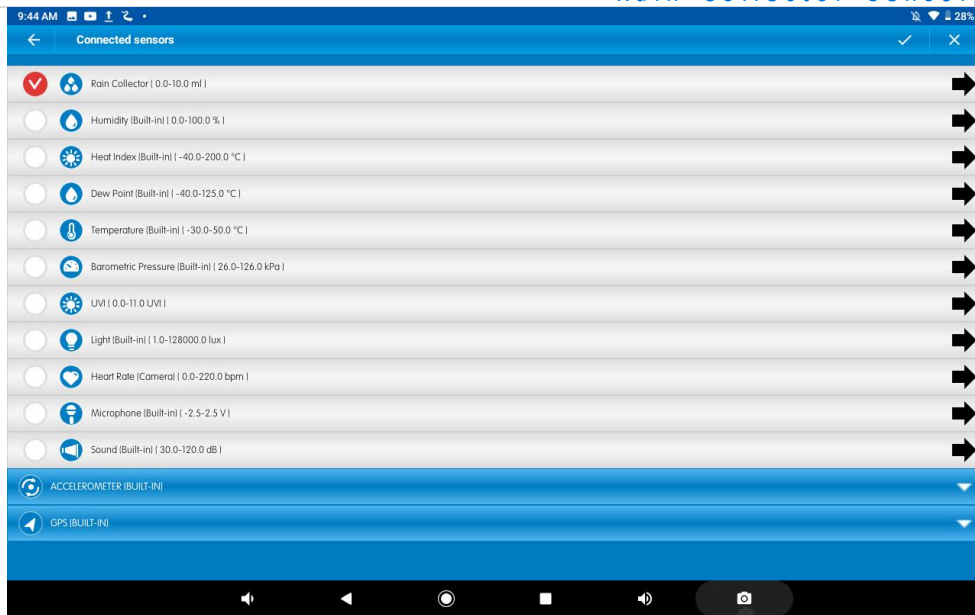 9:44 AM 28%
Connected sensors
Rain Collector ( 0.0-10.0 ml )
Humidity (Built-in) ( 0.0-100.0 % )
Heat Index (Built-in) ( -40.0-200.0 °C )
Dew Point (Built-in) ( -40.0-125.0 °C )
Temperature (Built-in) ( -30.0-50.0 °C )
Barometric Pressure (Built-in) ( 26.0-126.0 kPa )
UVI ( 0.0-11.0 UVI )
Light (Built-in) ( 1.0-128000.0 lux )
Heart Rate (Camera) ( 0.0-220.0 bpm )
Microphone (Built-in) ( -2.5-2.5 V )
Sound (Built-in) ( 30.0-120.0 dB )
ACCELEROMETER (BUILT-IN)
GPS (BUILT-IN)